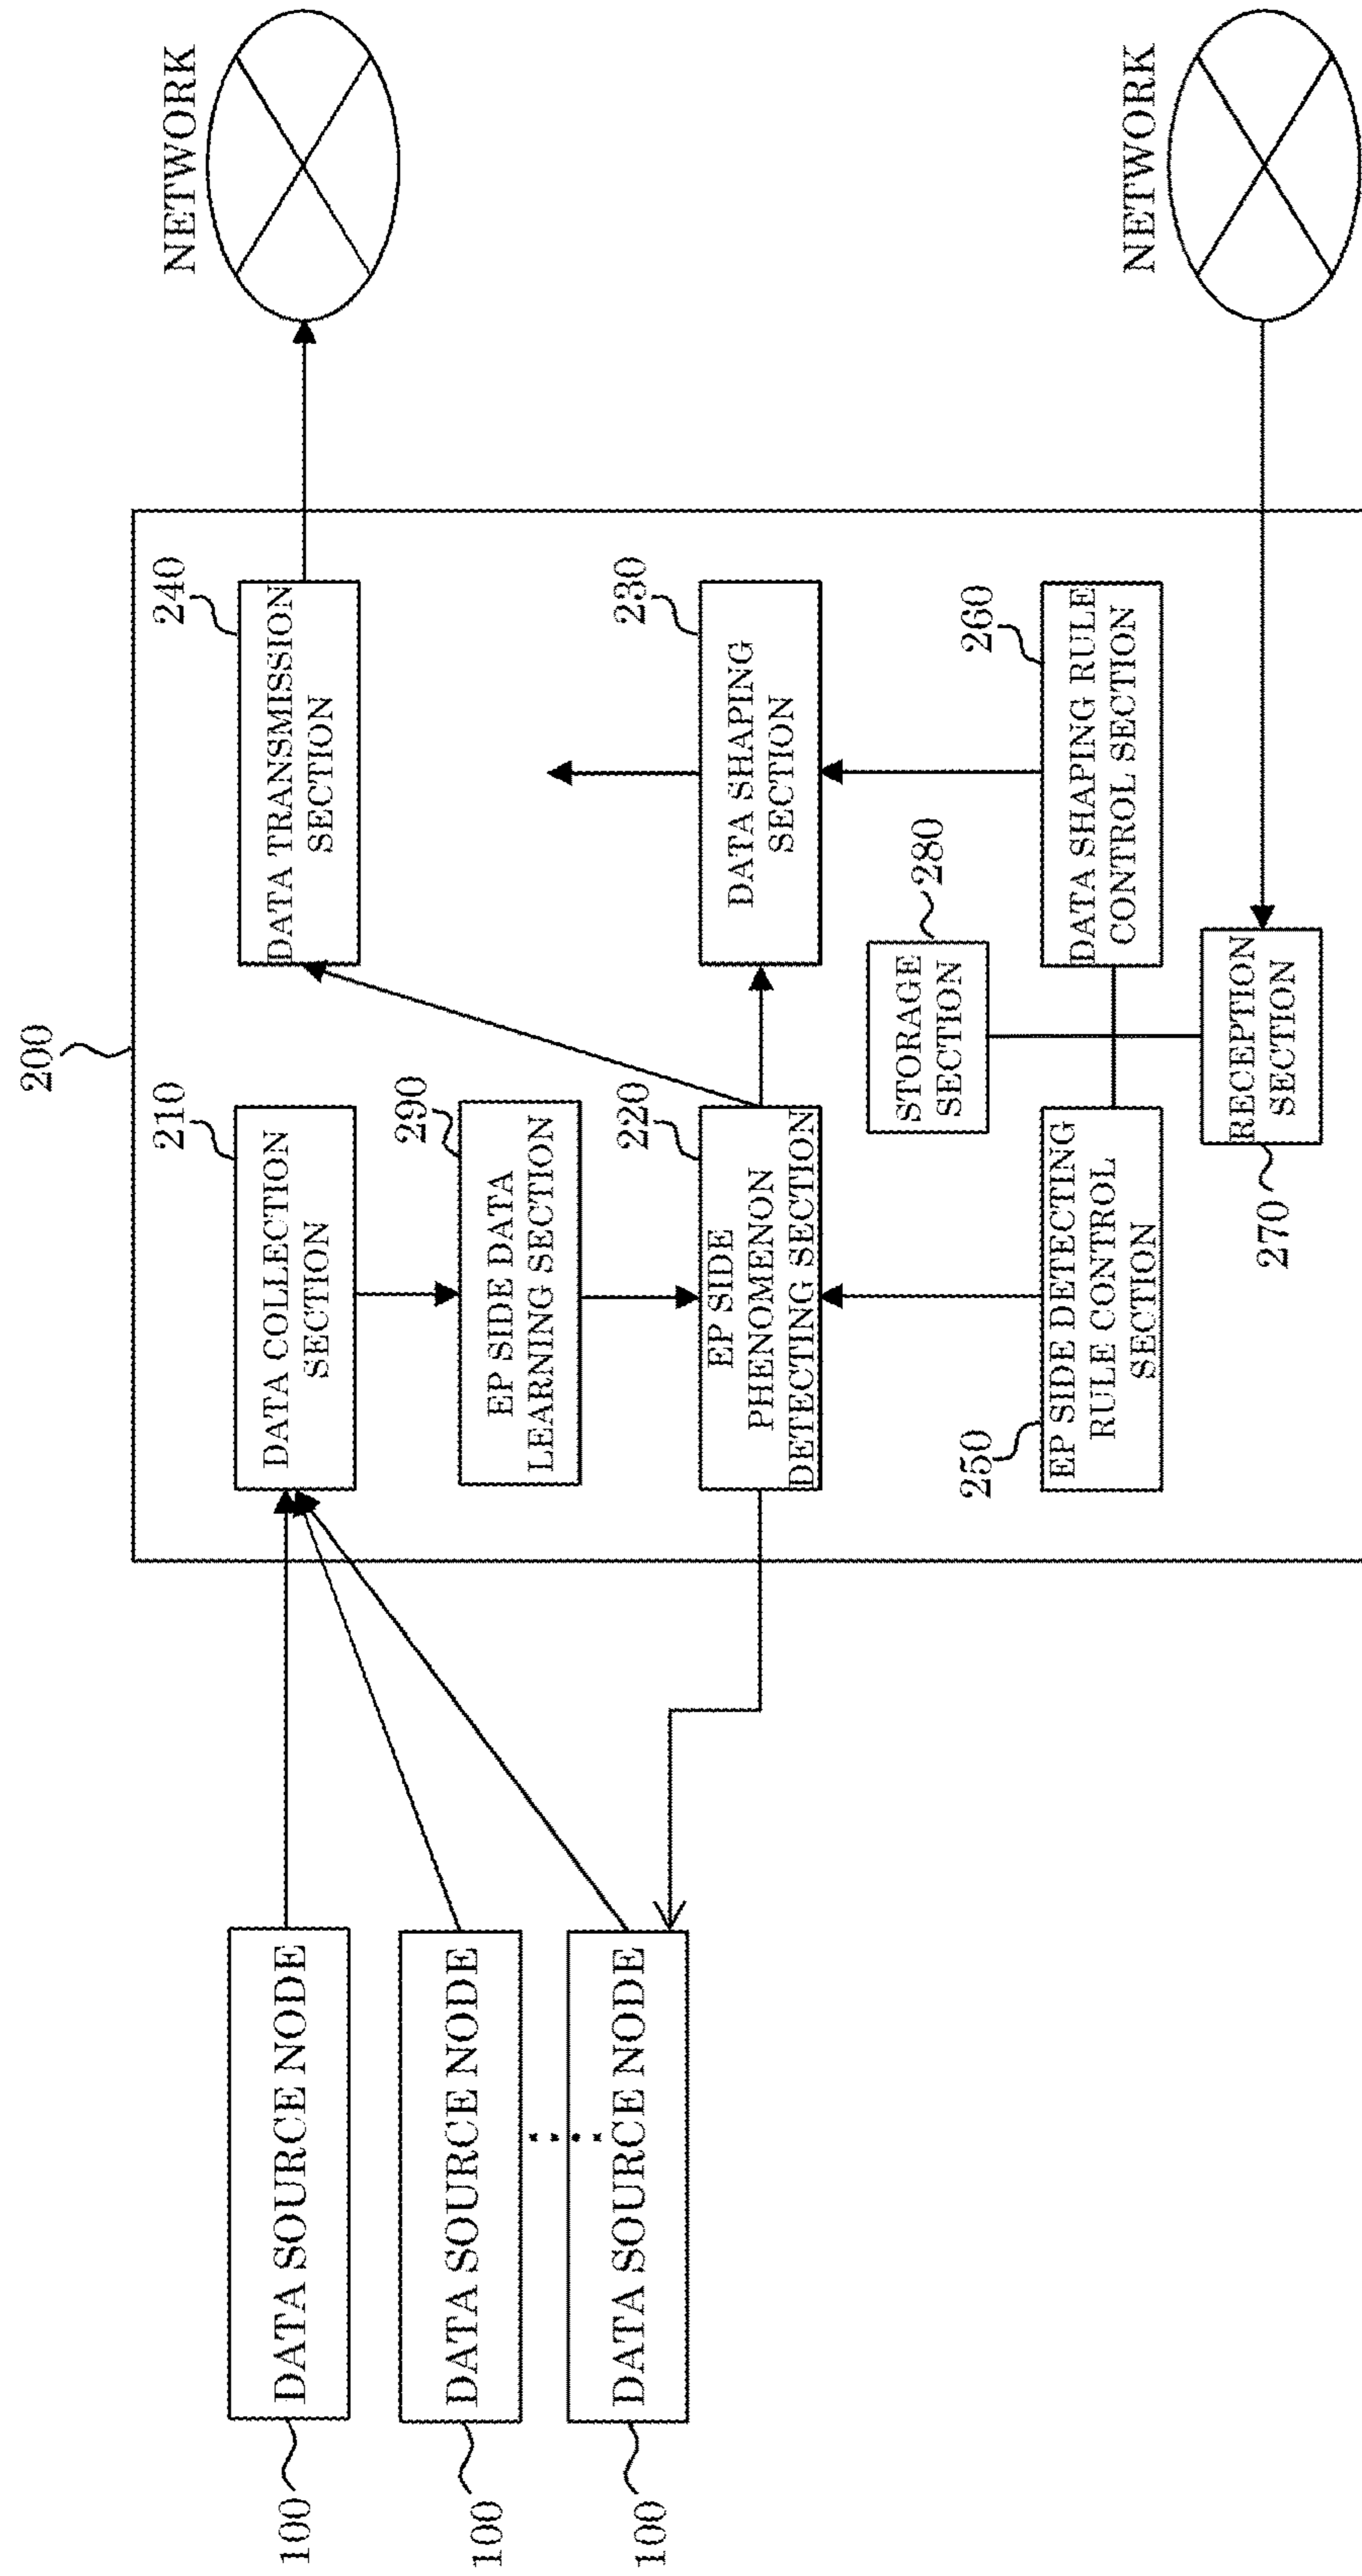 100
DATA SOURCE NODE
100
DATA SOURCE NODE
100
DATA SOURCE NODE
200
210
DATA COLLECTION
SECTION
290
EP SIDE DATA
LEARNING SECTION
220
EP SIDE
PHENOMENON
DETECTING SECTION
250
EP SIDE DETECTING
RULE CONTROL
SECTION
240
DATA TRANSMISSION
SECTION
230
DATA SHAPING
SECTION
280
STORAGE
SECTION
260
DATA SHAPING RULE
CONTROL SECTION
270
RECEPTION
SECTION
NETWORK
NETWORK